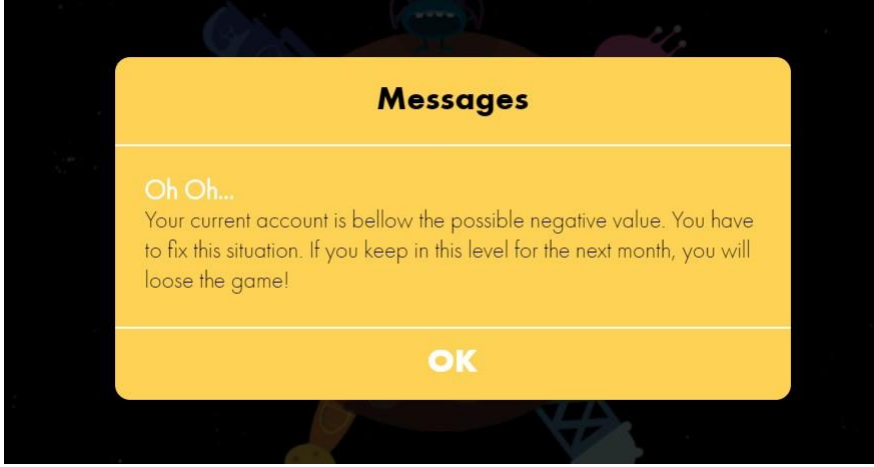 Messages
Oh Oh...
Your current account is bellow the possible negative value. You have
to fix this situation. If you keep in this level for the next month, you will
loose the game!
OK